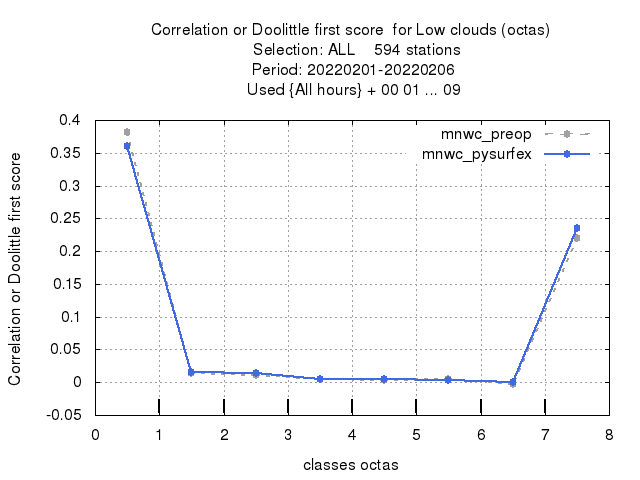 Correlation or Doolittle first score  for Low clouds (octas)
Selection: ALL    594 stations
Period: 20220201-20220206
Used {All hours} + 00 01 ... 09
mnwc_preop
mnwc_pysurfex
Correlation or Doolittle first score
0.4
0.35
0.3
0.25
0.2
0.15
0.1
0.05
0
-0.05
0 1 2 3 4 5 6 7 8
classes octas